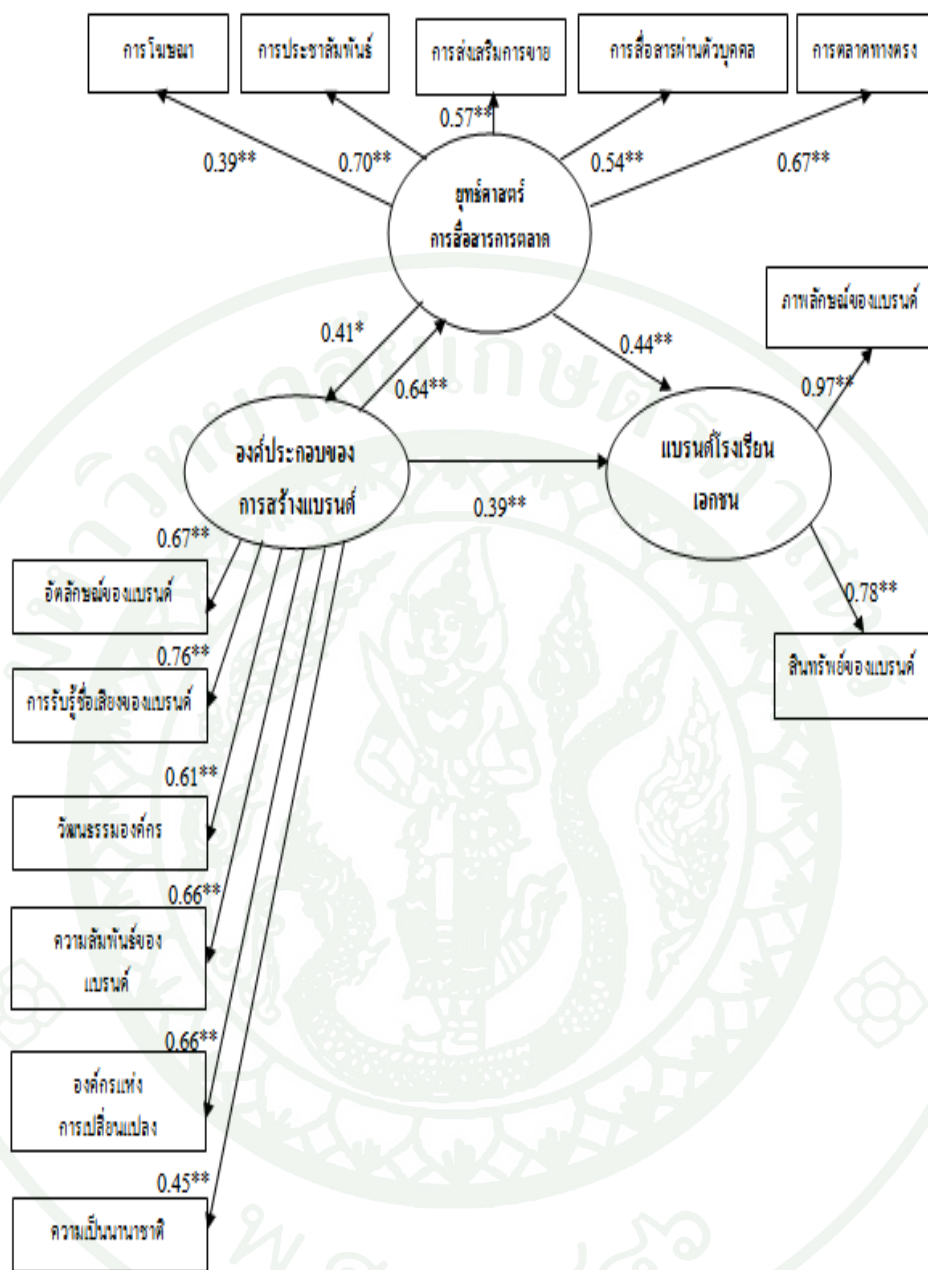 การโฆษณา
การประชาสัมพันธ์
การส่งเสริมการขาย
การสื่อสารผ่านตัวบุคคล
การตลาดทางตรง
0.39**
0.70**
0.57**
0.54**
0.67**
ยุทธ์ศาสตร์
การสื่อสารการตลาด
ภาพลักษณ์ของแบรนด์
0.41*
0.64**
0.44**
0.97**
องค์ประกอบของ
การสร้างแบรนด์
0.39**
แบรนด์โรงเรียน
เอกชน
0.78**
สินทรัพย์ของแบรนด์
0.67**
อัตลักษณ์ของแบรนด์
0.76**
การรับรู้ชื่อเสียงของแบรนด์
0.61**
วัฒนธรรมองค์กร
0.66**
ความสัมพันธ์ของ
แบรนด์
0.66**
องค์กรแห่ง
การเปลี่ยนแปลง
0.45**
ความเป็นนานาชาติ